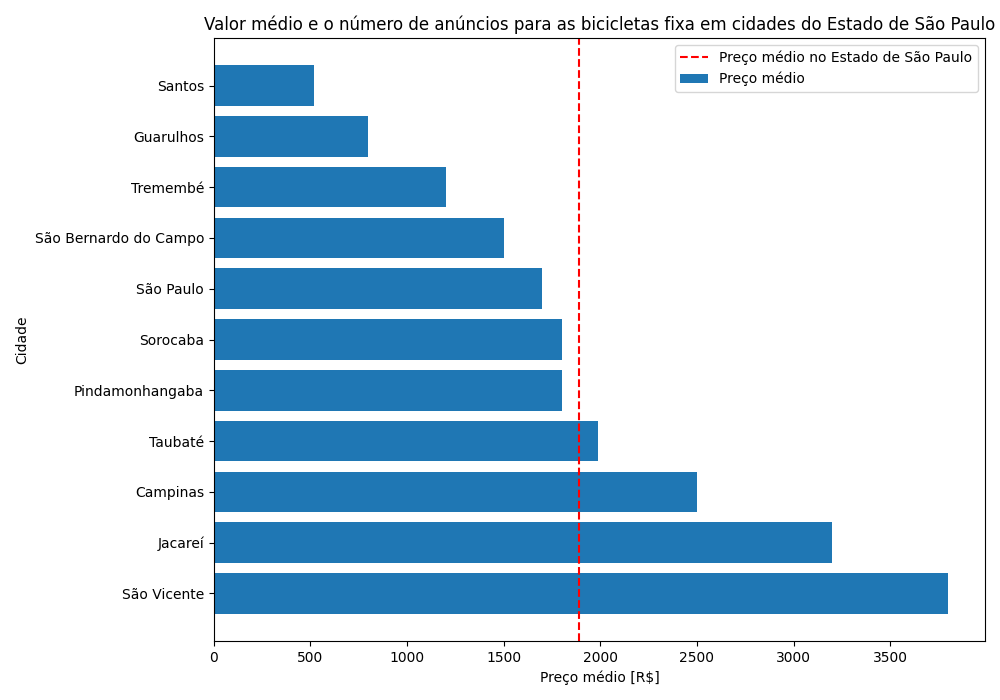 Valor médio e o número de anúncios para as bicicletas fixa em cidades do Estado de São Paulo
Preço médio no Estado de São Paulo
Preço médio
Cidade
Santos
Guarulhos
Tremembé
São Bernardo do Campo
São Paulo
Sorocaba
Pindamonhangaba
Taubaté
Campinas
Jacareí
São Vicente
0 500 1000 1500 2000 2500 3000 3500
Preço médio [R$]